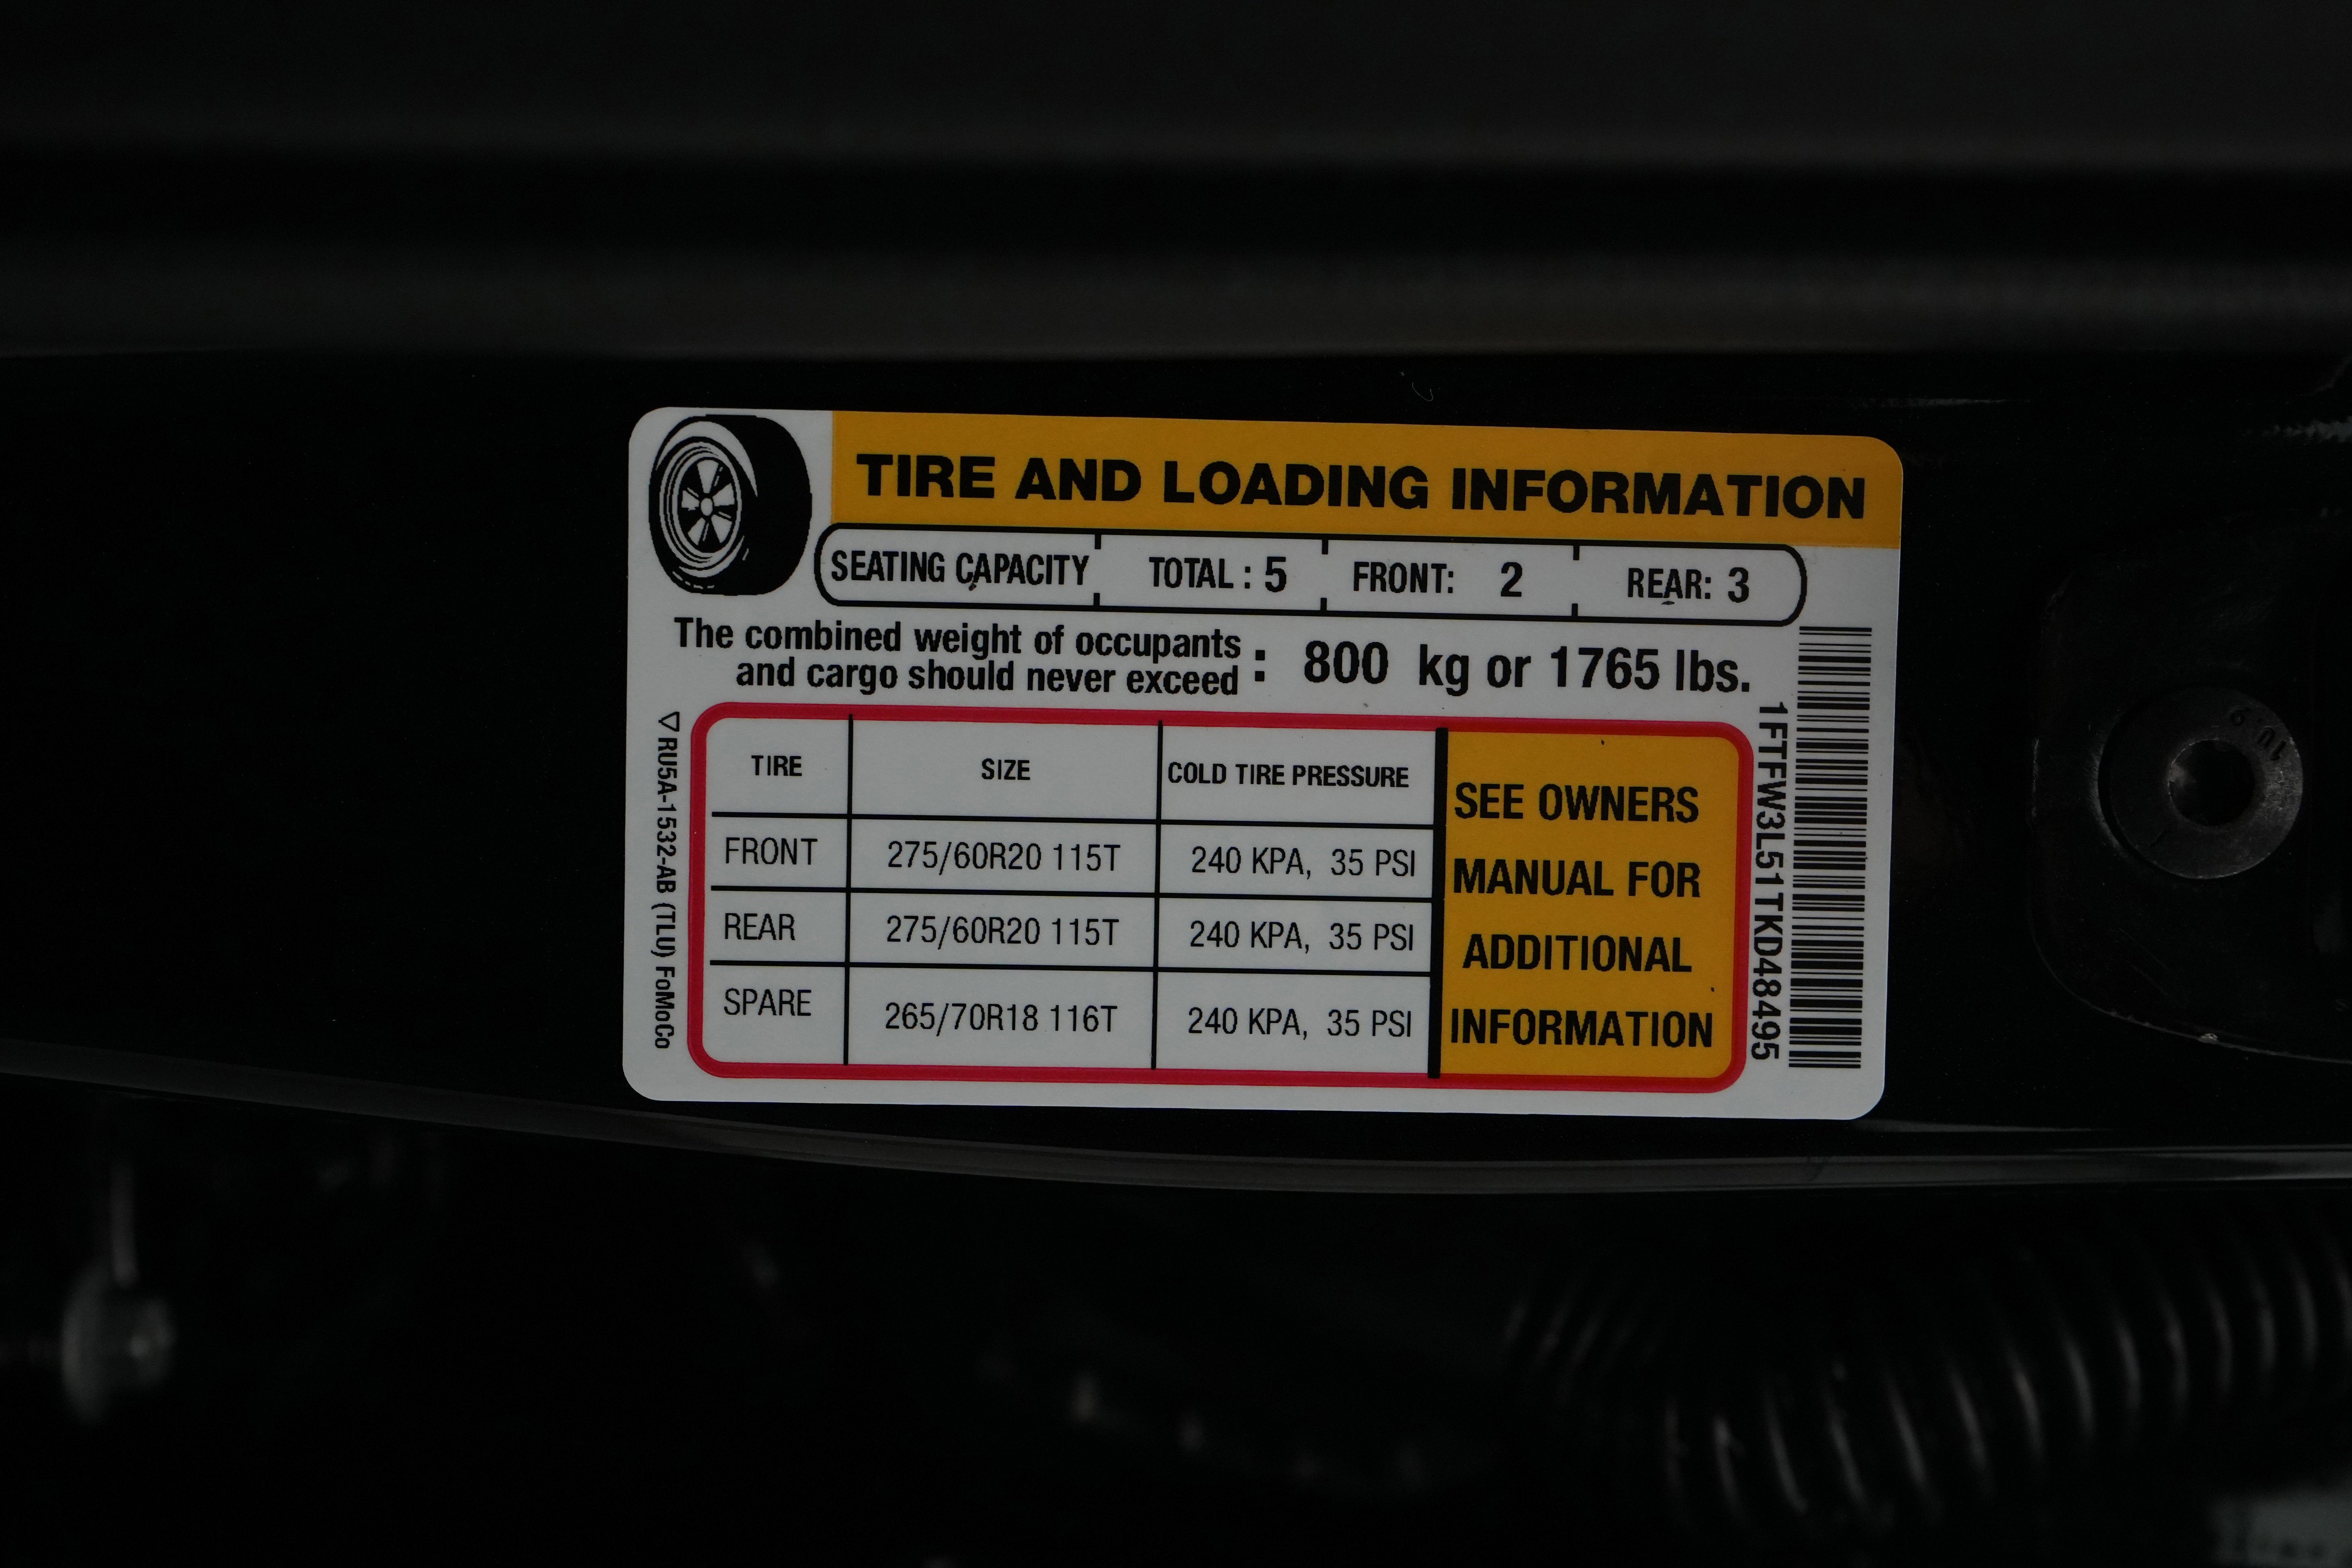 TIRE AND LOADING INFORMATION
SEATING CAPACITY TOTAL : 5 FRONT: 2 REAR: 3
The combined weight of occupants
and cargo should never exceed : 800 kg or 1765 lbs.
TIRE SIZE COLD TIRE PRESSURE
FRONT 275/60R20 115T 240 KPA, 35 PSI
REAR 275/60R20 115T 240 KPA, 35 PSI
SPARE 265/70R18 116T 240 KPA, 35 PSI
SEE OWNERS
MANUAL FOR
ADDITIONAL
INFORMATION
1FTFW3L51TKD48495
RU5A-1532-AB (TLU) FoMoCo